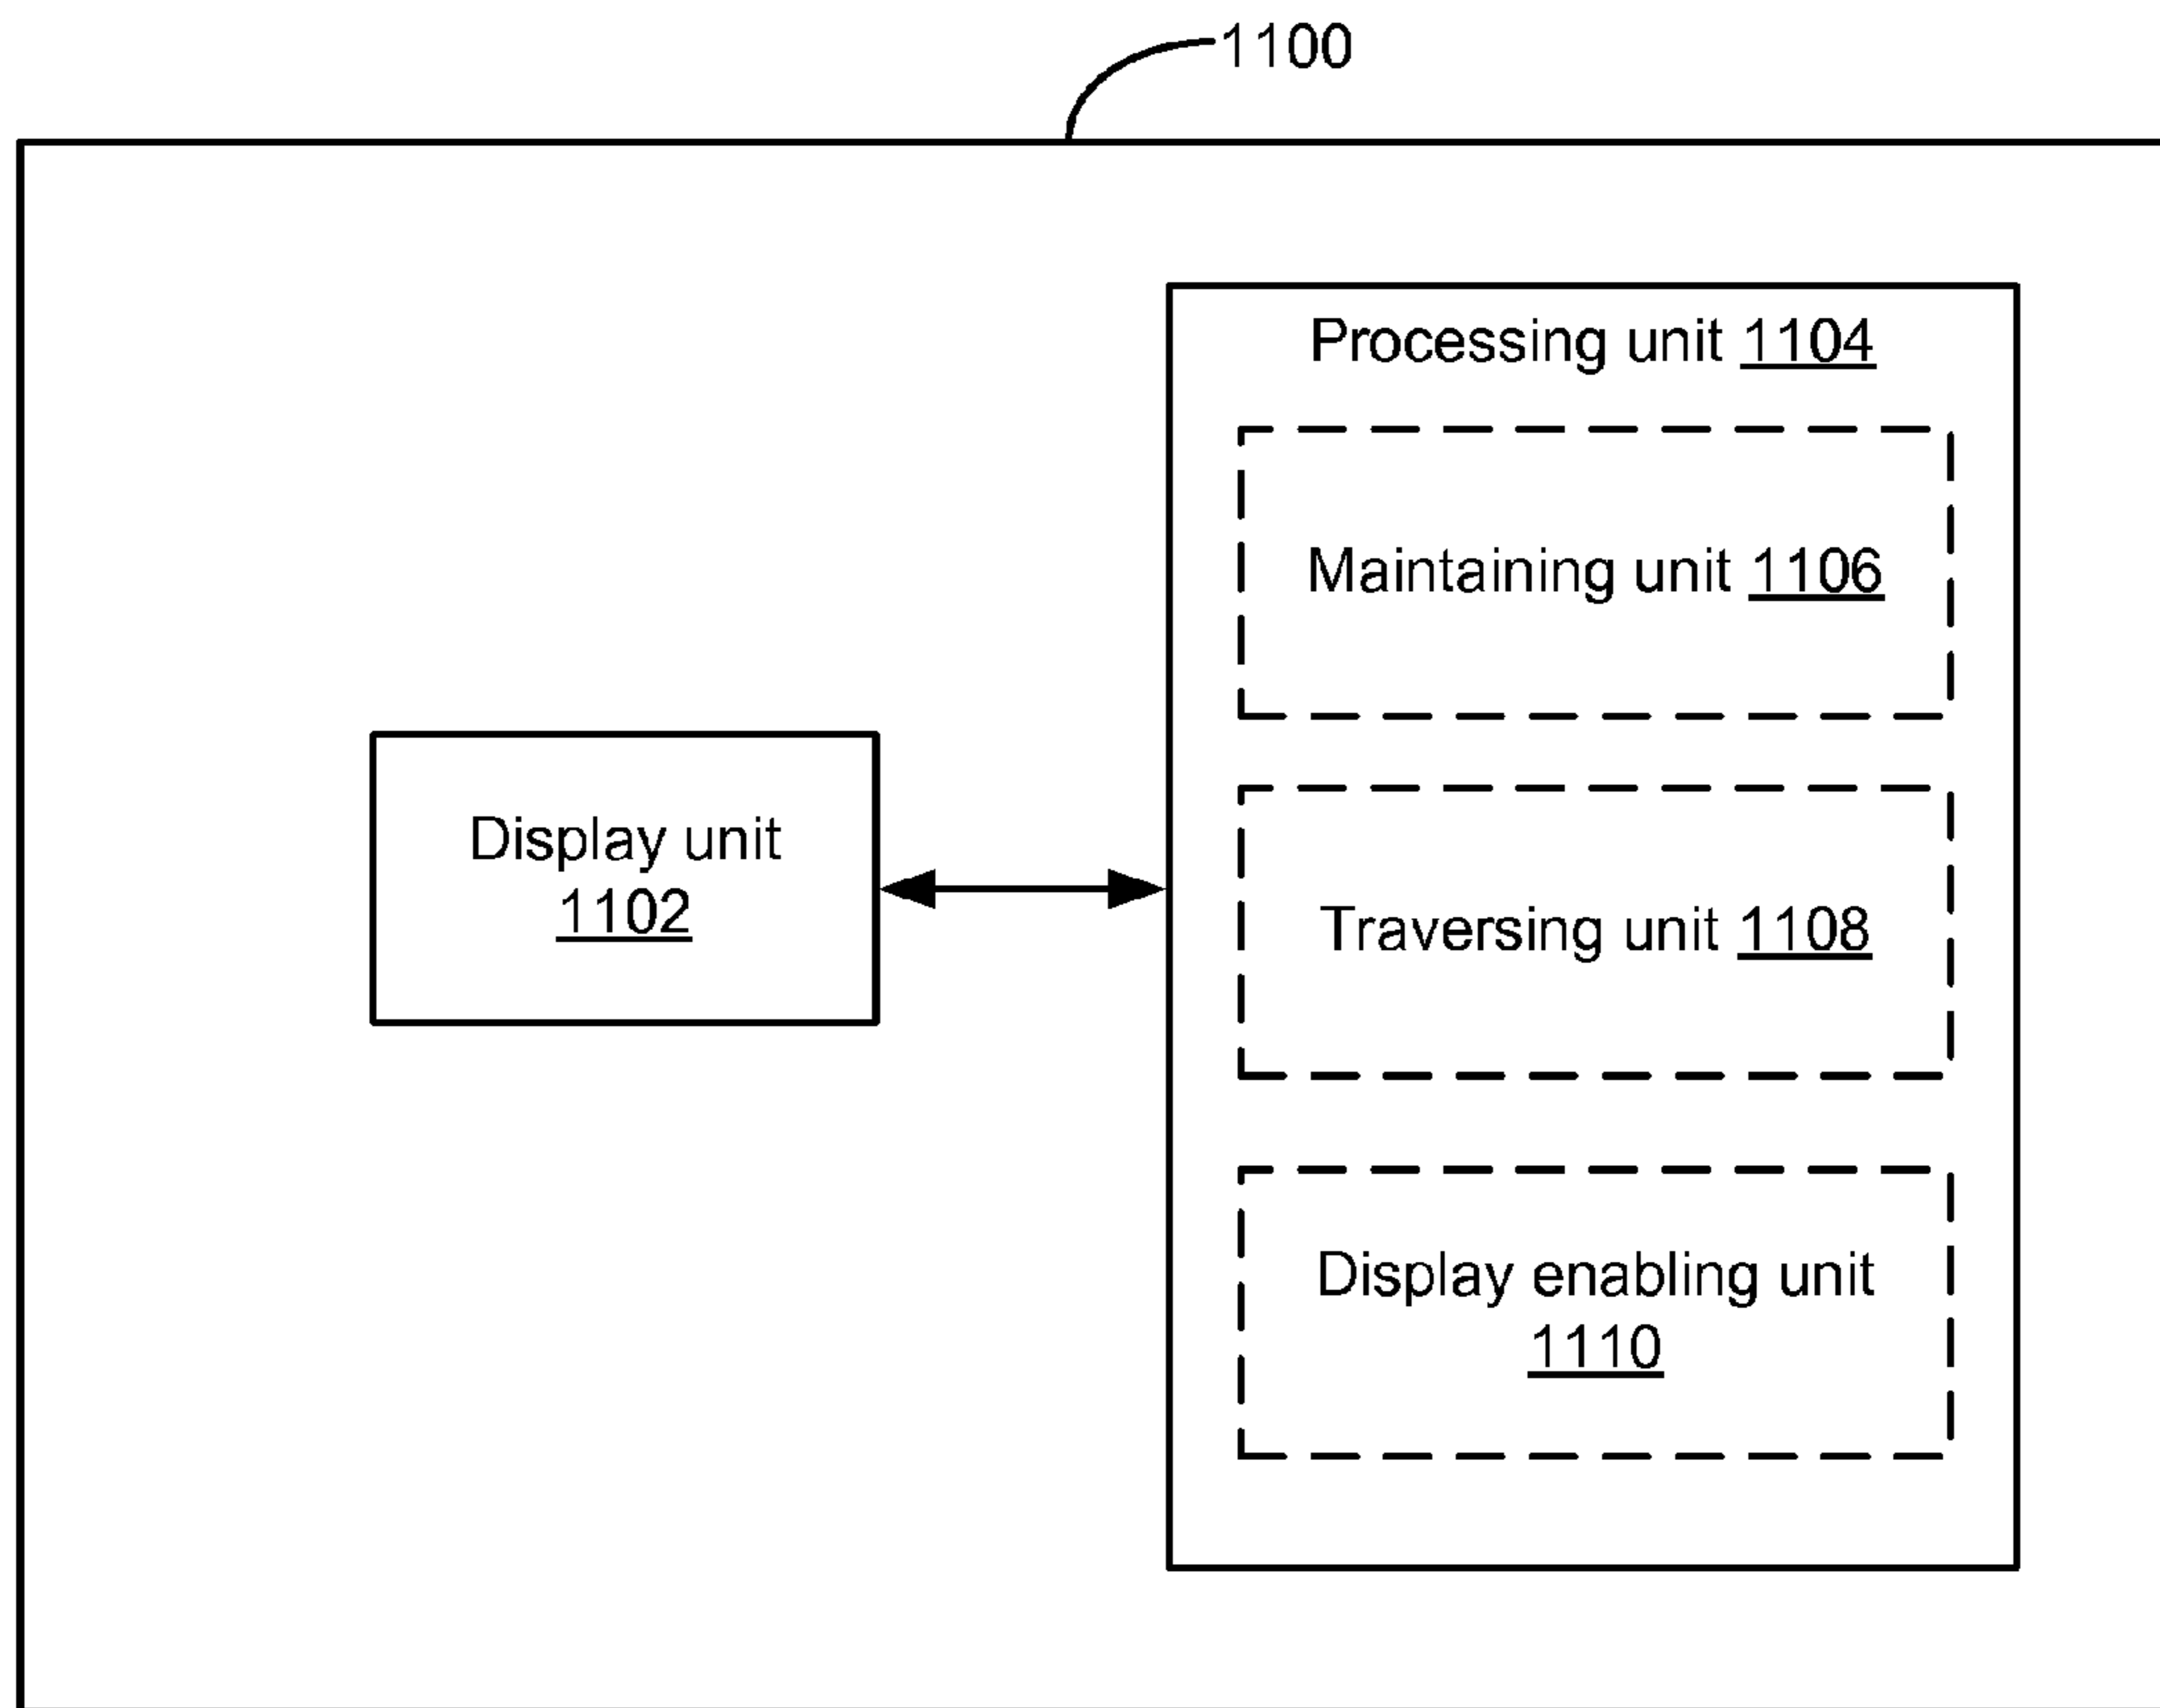 1100
Processing unit 1104
Maintaining unit 1106
Display unit
1102
Traversing unit 1108
Display enabling unit
1110